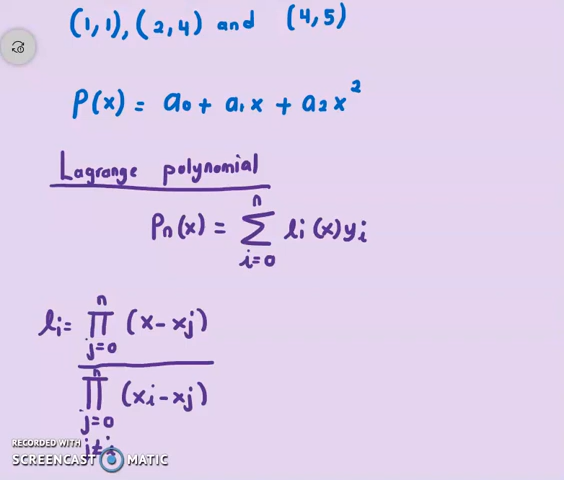 (1,1), (2,4) and (4,5)
P(x) = a₀ + a₁x + a₂x²
Lagrange polynomial
n
Pₙ(x) = ∑ lᵢ(x)yᵢ
i=0
n
lᵢ = ∏ (x - xⱼ)
j=0
n
∏ (xᵢ - xⱼ)
j=0
j≠i
RECORDED WITH
SCREENCAST MATIC